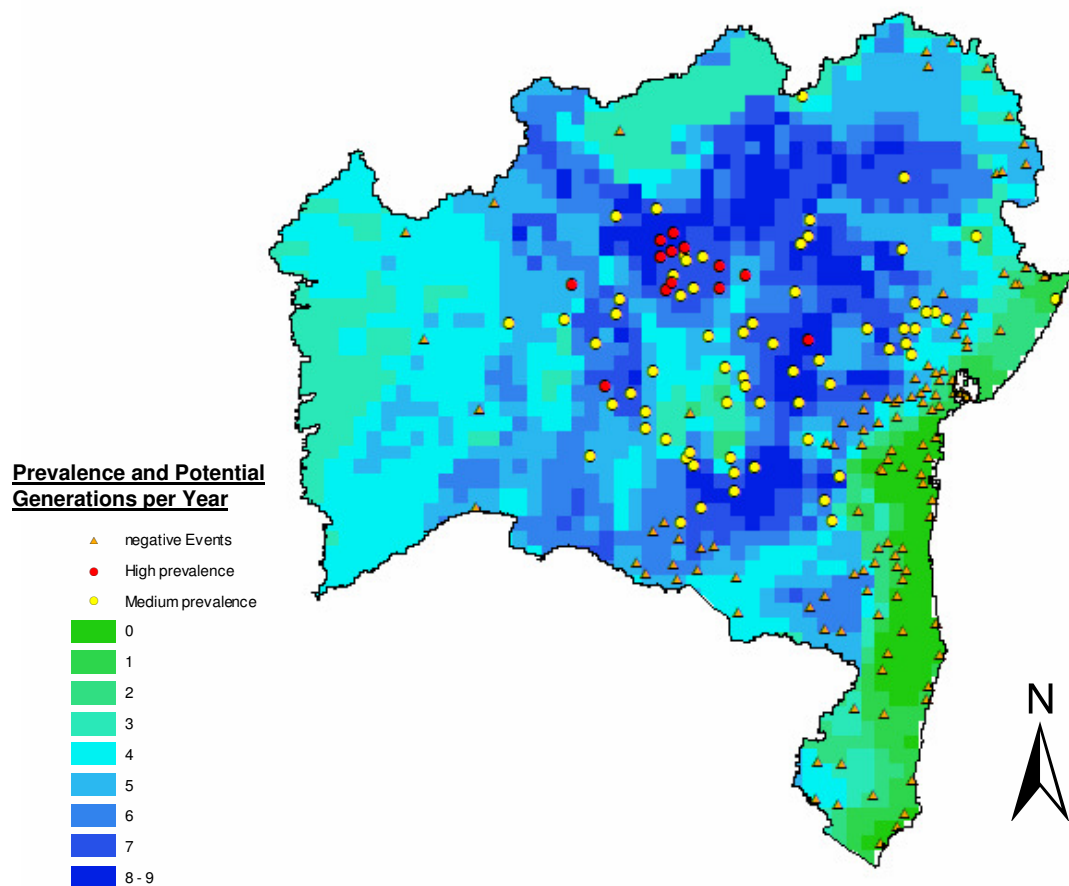 Prevalence and Potential
Generations per Year
negative Events
High prevalence
Medium prevalence
0
1
2
3
4
5
6
7
8 - 9
N